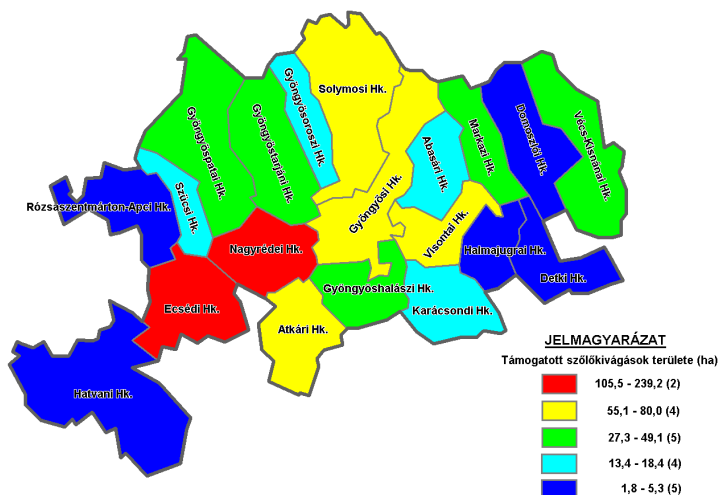 Solymosi Hk.
Gyöngyösoroszi Hk.
Gyöngyöstarjáni Hk.
Gyöngyöspatai Hk.
Markazi Hk.
Domoszlói Hk.
Vécs-Kisnánai Hk.
Abasári Hk.
Szücsi Hk.
Rózsaszentmárton-Apci Hk.
Gyöngyösi Hk.
Visontai Hk.
Nagyrédei Hk.
Halmajugrai Hk.
Detki Hk.
Gyöngyöshalászi Hk.
Ecsédi Hk.
Karácsondi Hk.
Atkári Hk.
Hatvani Hk.
JELMAGYARÁZAT
Támogatott szőlőkivágások területe (ha)
105,5 - 239,2 (2)
55,1 - 80,0 (4)
27,3 - 49,1 (5)
13,4 - 18,4 (4)
1,8 - 5,3 (5)